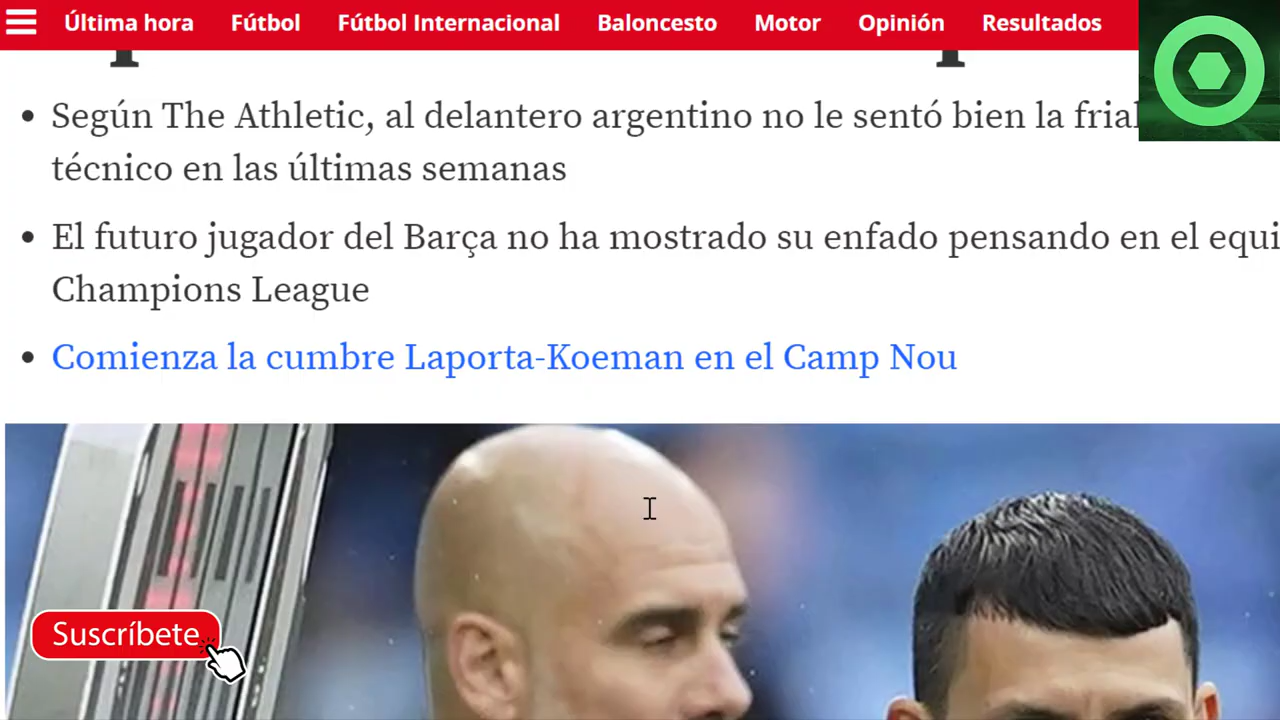 Última hora Fútbol Fútbol Internacional Baloncesto Motor Opinión Resultados
Según The Athletic, al delantero argentino no le sentó bien la
técnico en las últimas semanas
El futuro jugador del Barça no ha mostrado su enfado pensando en el
Champions League
Comienza la cumbre Laporta-Koeman en el Camp Nou
Suscríbete